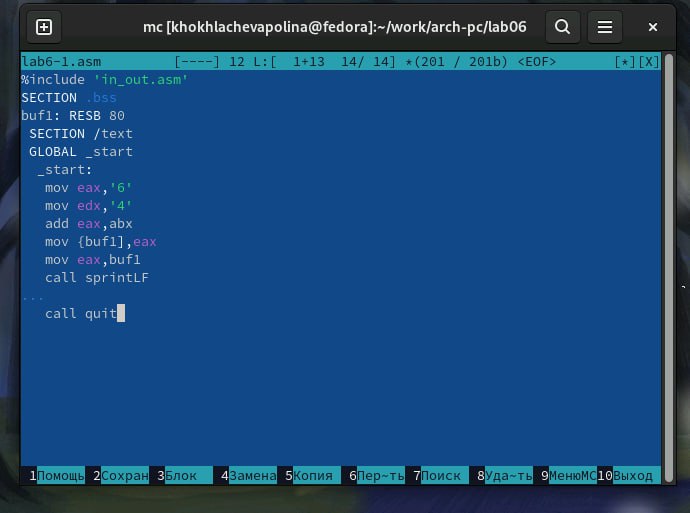 mc [khokhlachevapolina@fedora]:~/work/arch-pc/lab06
lab6-1.asm [----] 12 L:[ 1+13 14/ 14] *(201 / 201b) <EOF> [*][X]
%include 'in_out.asm'
SECTION .bss
buf1: RESB 80
SECTION /text
GLOBAL _start
_start:
mov eax,'6'
mov edx,'4'
add eax,abx
mov {buf1],eax
mov eax,buf1
call sprintLF
...
call quit
1Помощь 2Сохран 3Блок 4Замена 5Копия 6Пер~ть 7Поиск 8Уда~ть 9МенюMC 10Выход